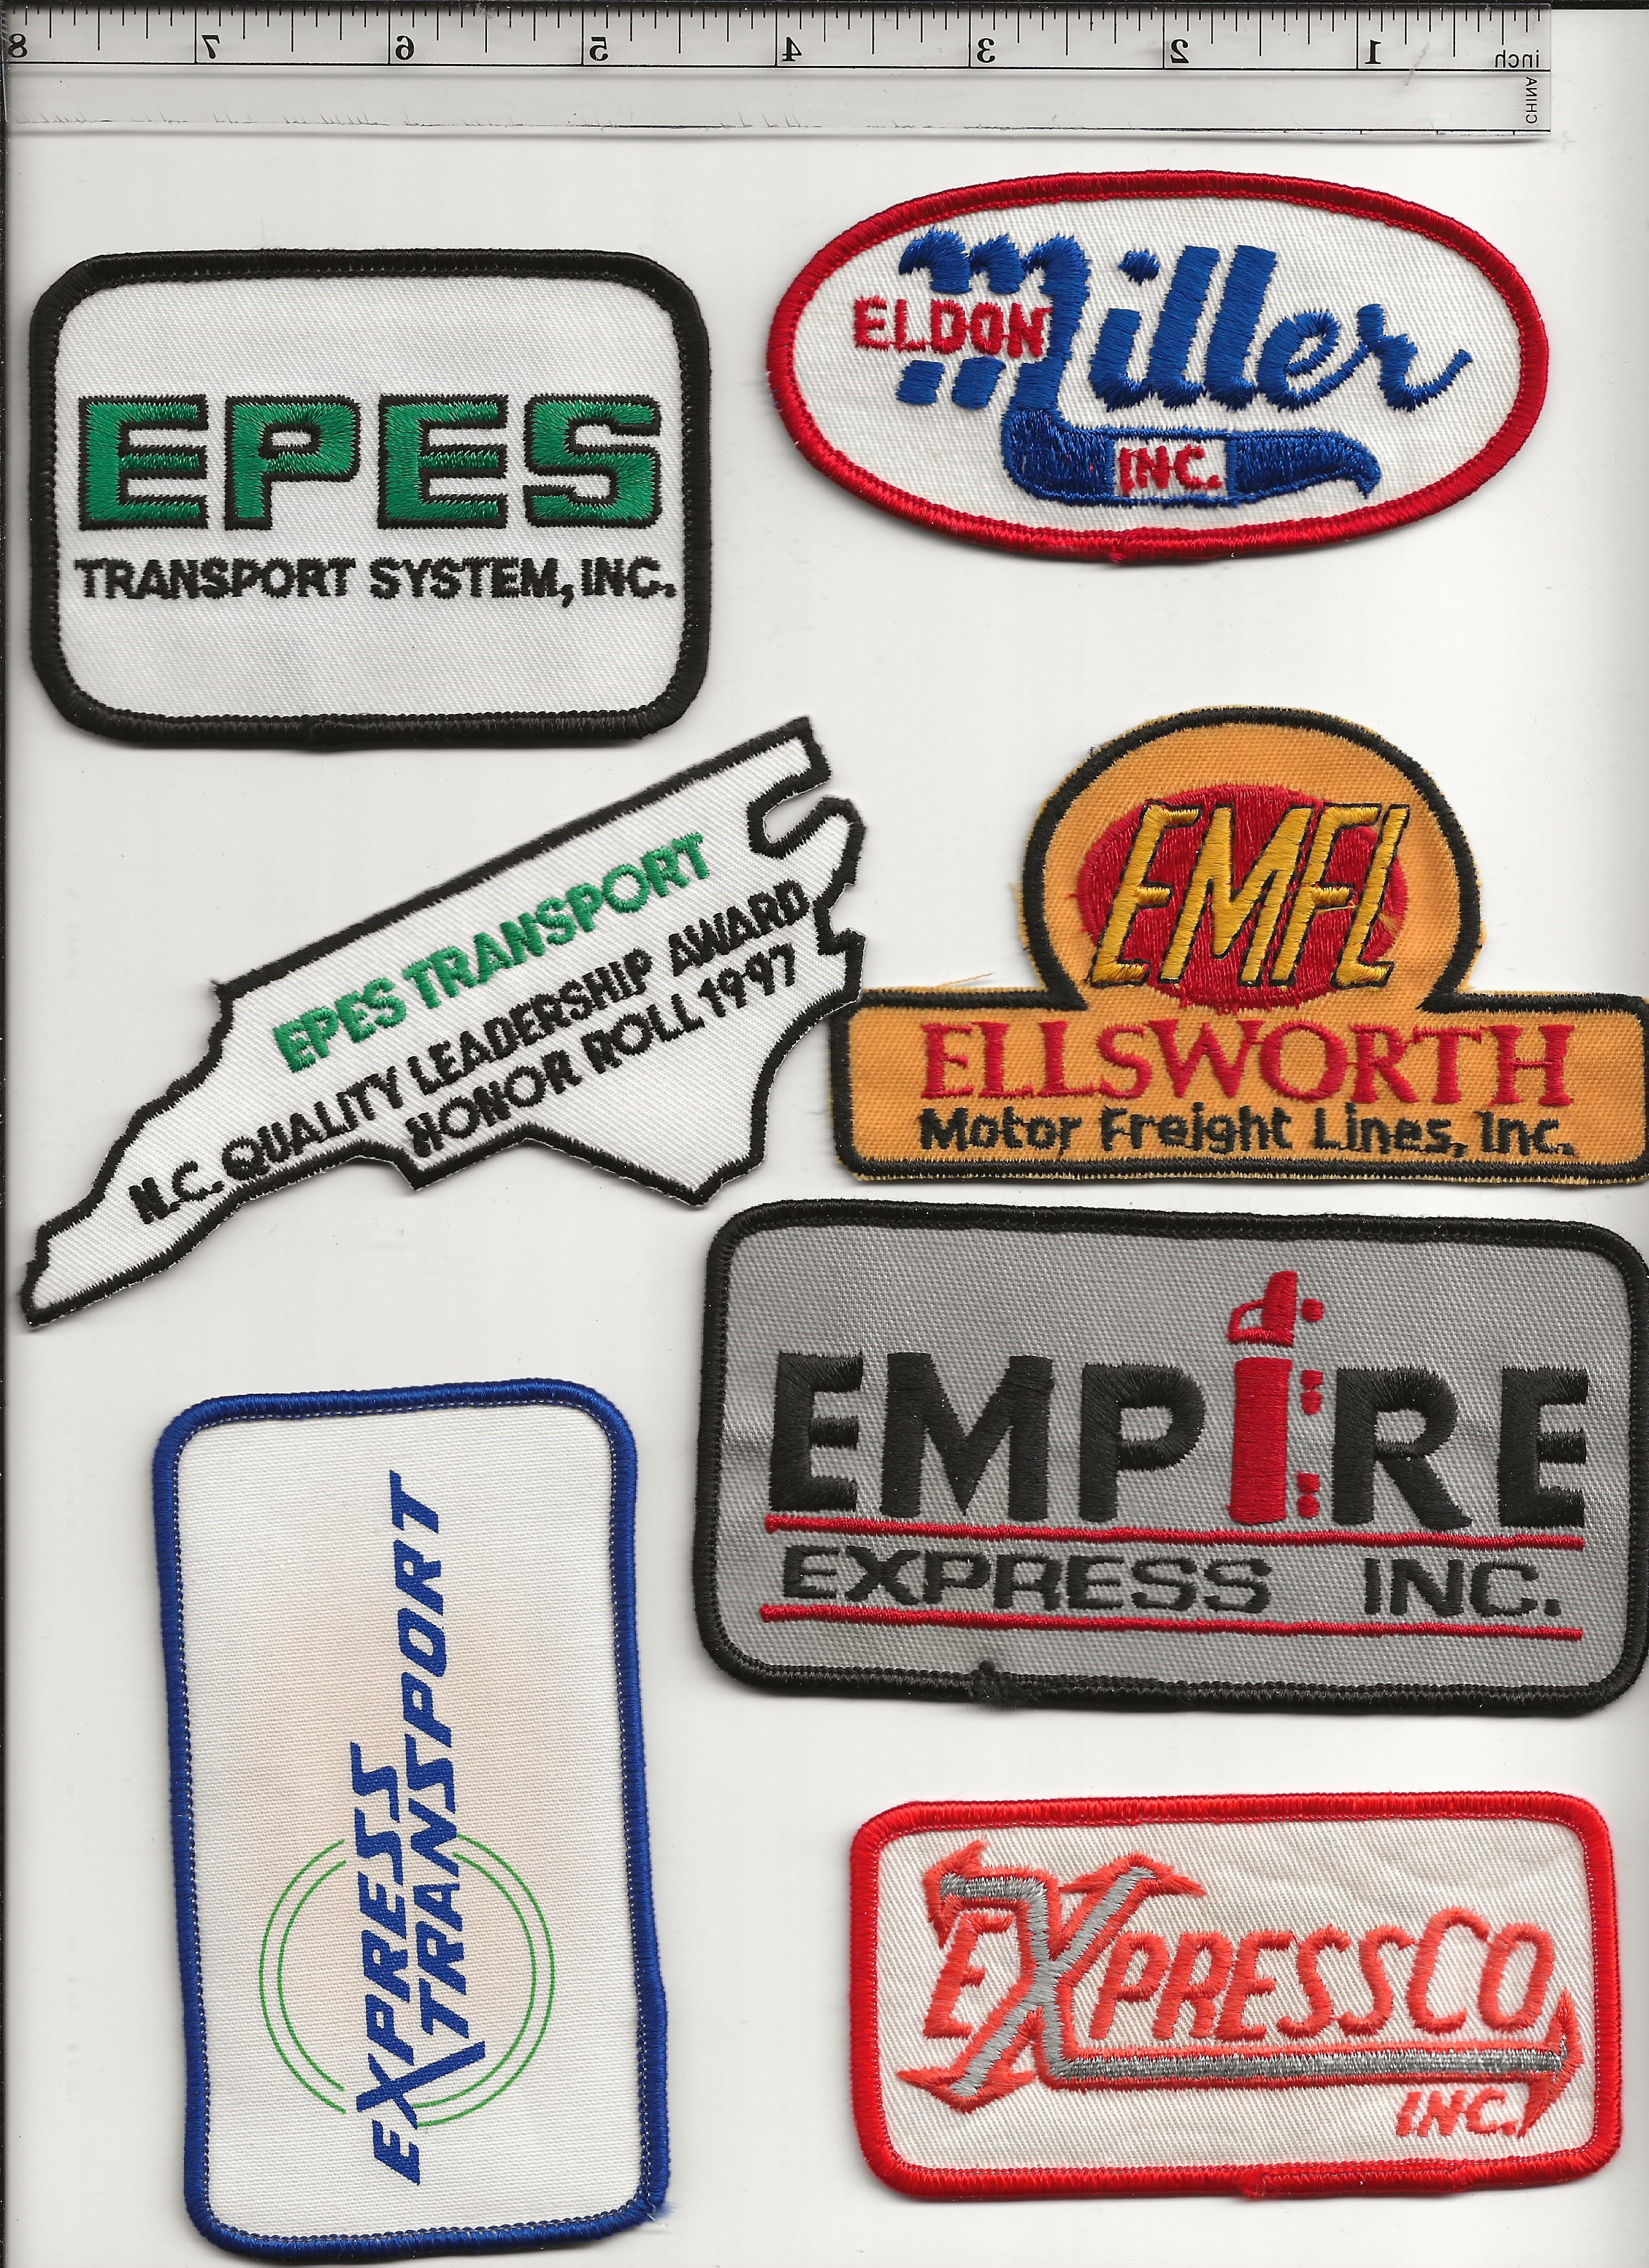 8 7 6 5 4 3 2 1 inch
CHINA
EPES
TRANSPORT SYSTEM, INC.
Miller
ELDON
INC.
EPES TRANSPORT
N.C. QUALITY LEADERSHIP AWARD
HONOR ROLL 1997
EMFL
ELLSWORTH
Motor Freight Lines, Inc.
EMPIRE
EXPRESS INC.
EXPRESS
TRANSPORT
EXPRESSCO
INC.